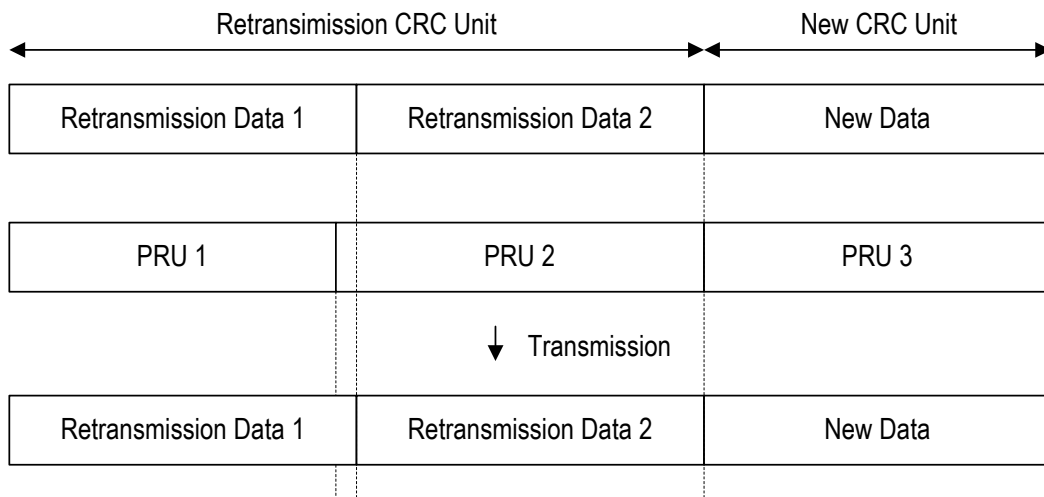 Retransimission CRC Unit
New CRC Unit
Retransmission Data 1
Retransmission Data 2
New Data
PRU 1
PRU 2
PRU 3
Transmission
Retransmission Data 1
Retransmission Data 2
New Data